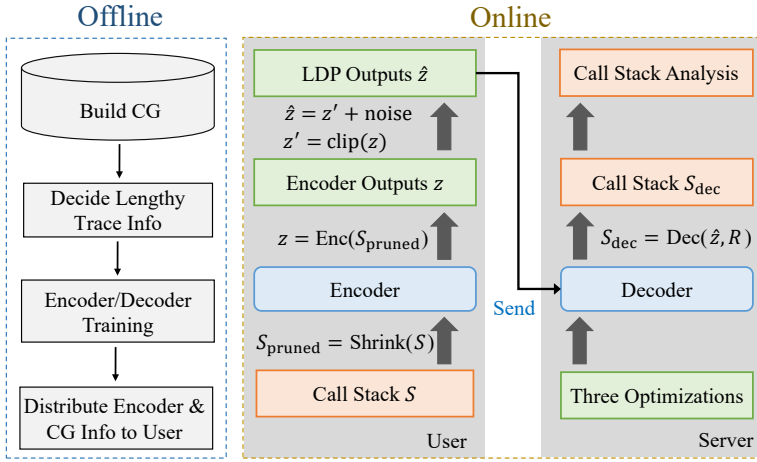 Offline
Build CG
Decide Lengthy
Trace Info
Encoder/Decoder
Training
Distribute Encoder &
CG Info to User
Online
LDP Outputs ẑ
ẑ = z′ + noise
z′ = clip(z)
Encoder Outputs z
z = Enc(S_pruned)
Encoder
S_pruned = Shrink(S)
Call Stack S
User
Send
Call Stack Analysis
Call Stack S_dec
S_dec = Dec(ẑ, R)
Decoder
Three Optimizations
Server